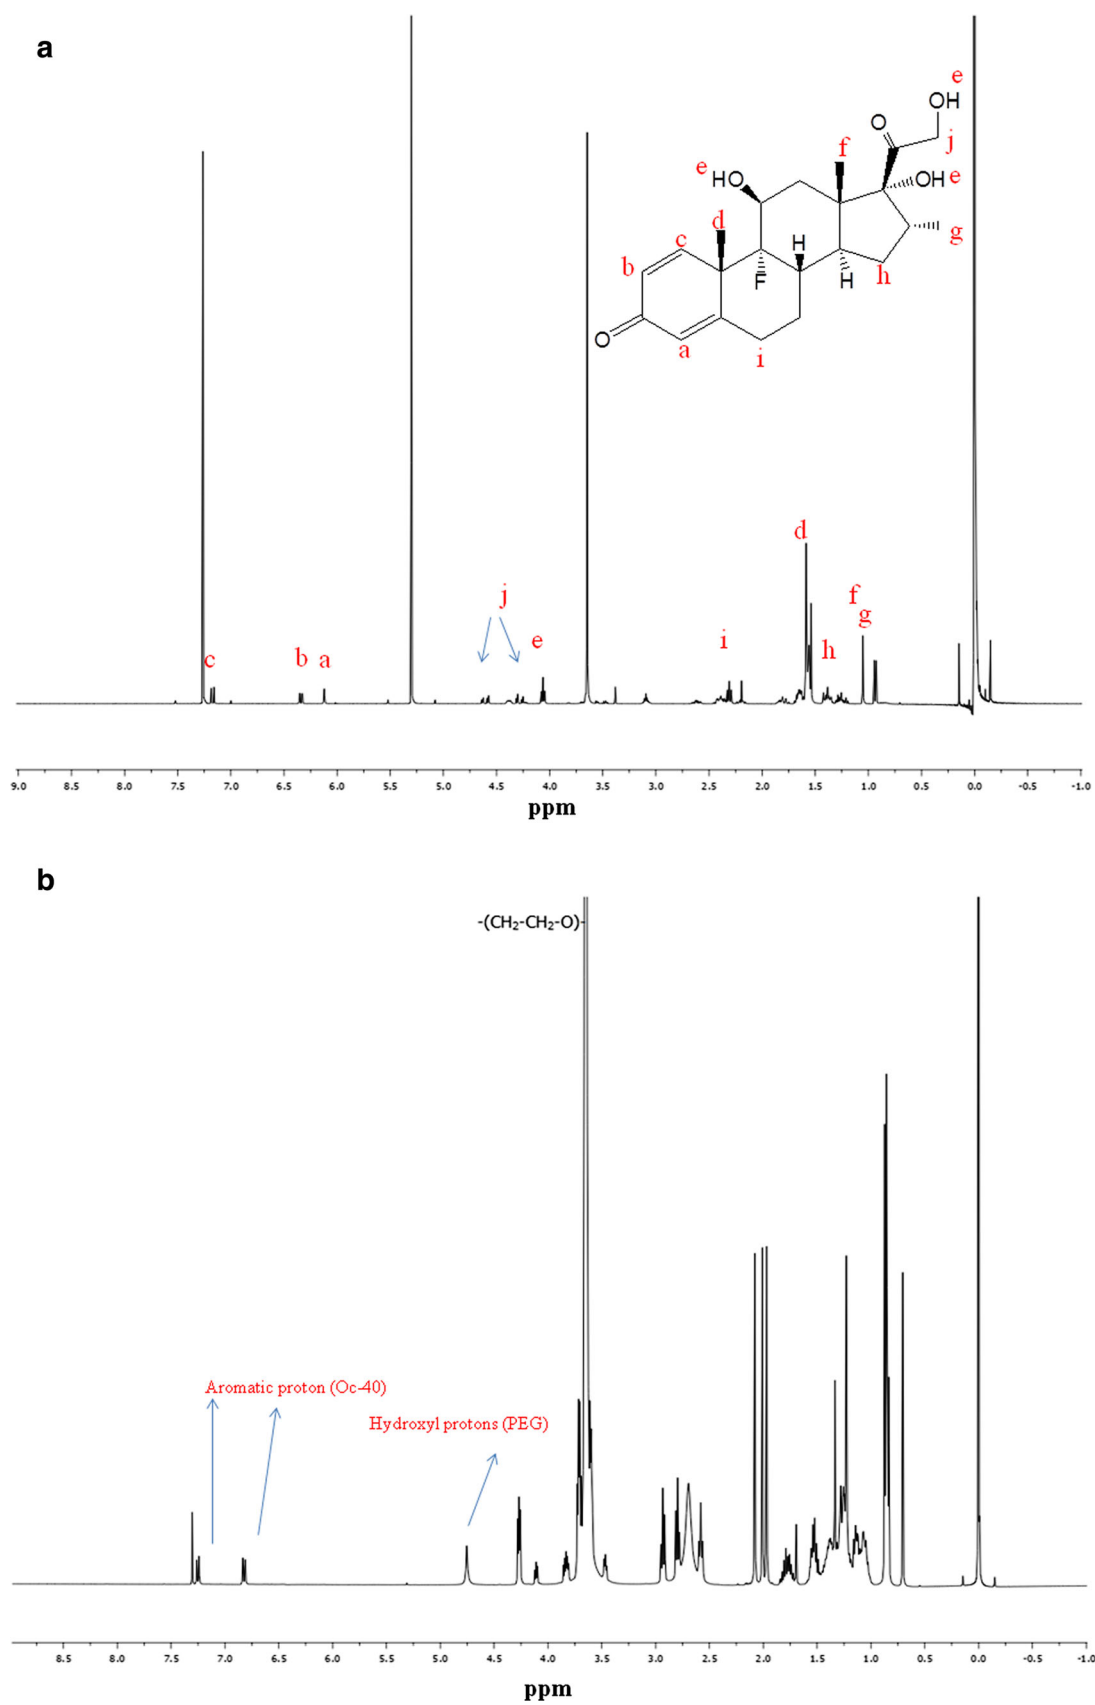 a
e
OH
O
j
f
e
HO
OH
e
d
g
c
H
b
F
H
h
O
a
i
d
j
f
g
e
i
h
c
b
a
9.0 8.5 8.0 7.5 7.0 6.5 6.0 5.5 5.0 4.5 4.0 3.5 3.0 2.5 2.0 1.5 1.0 0.5 0.0 -0.5 -1.0
ppm
b
-(CH₂-CH₂-O)-
Aromatic proton (Oc-40)
Hydroxyl protons (PEG)
8.5 8.0 7.5 7.0 6.5 6.0 5.5 5.0 4.5 4.0 3.5 3.0 2.5 2.0 1.5 1.0 0.5 0.0 -0.5 -1.0
ppm